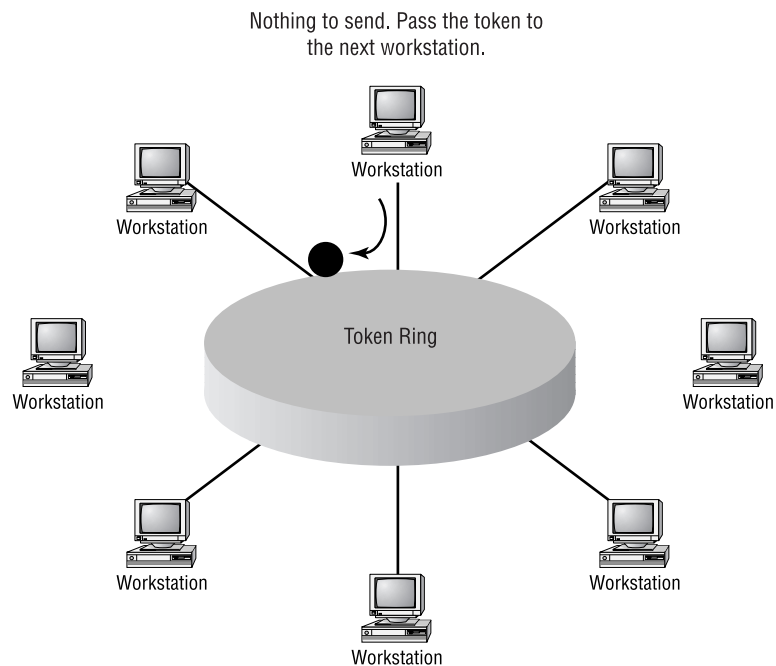 Nothing to send. Pass the token to
the next workstation.
Workstation
Workstation
Workstation
Token Ring
Workstation
Workstation
Workstation
Workstation
Workstation